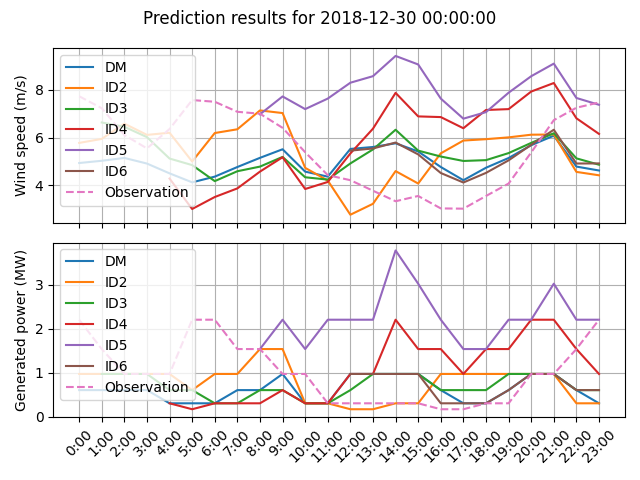 Prediction results for 2018-12-30 00:00:00
Wind speed (m/s)
8
6
4
DM
ID2
ID3
ID4
ID5
ID6
Observation
Generated power (MW)
3
2
1
0
DM
ID2
ID3
ID4
ID5
ID6
Observation
0:00 1:00 2:00 3:00 4:00 5:00 6:00 7:00 8:00 9:00 10:00 11:00 12:00 13:00 14:00 15:00 16:00 17:00 18:00 19:00 20:00 21:00 22:00 23:00